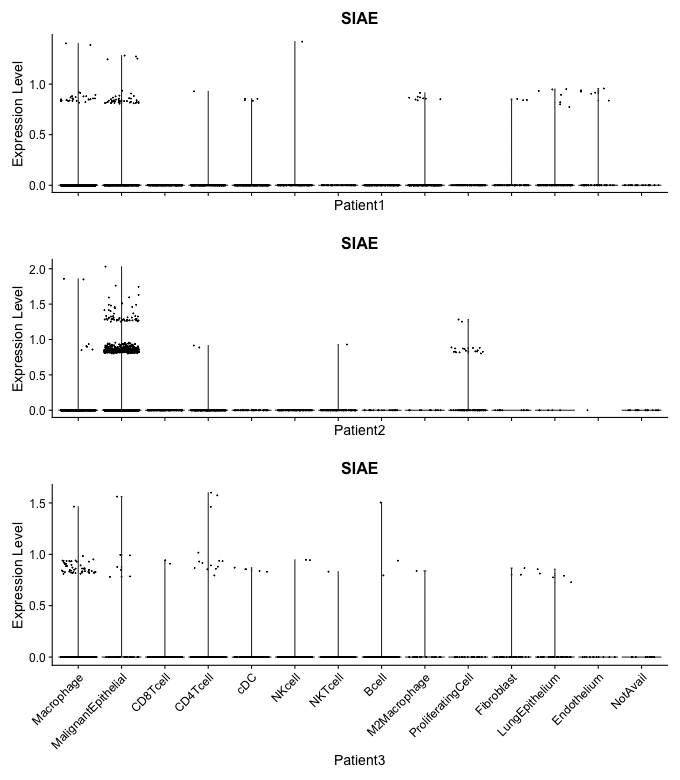 SIAE
Expression Level
1.0
0.5
0.0
Patient1
SIAE
Expression Level
2.0
1.5
1.0
0.5
0.0
Patient2
SIAE
Expression Level
1.5
1.0
0.5
0.0
Macrophage
MalignantEpithelial
CD8Tcell
CD4Tcell
cDC
NKcell
NKTcell
Bcell
M2Macrophage
ProliferatingCell
Fibroblast
LungEpithelium
Endothelium
NotAvail
Patient3